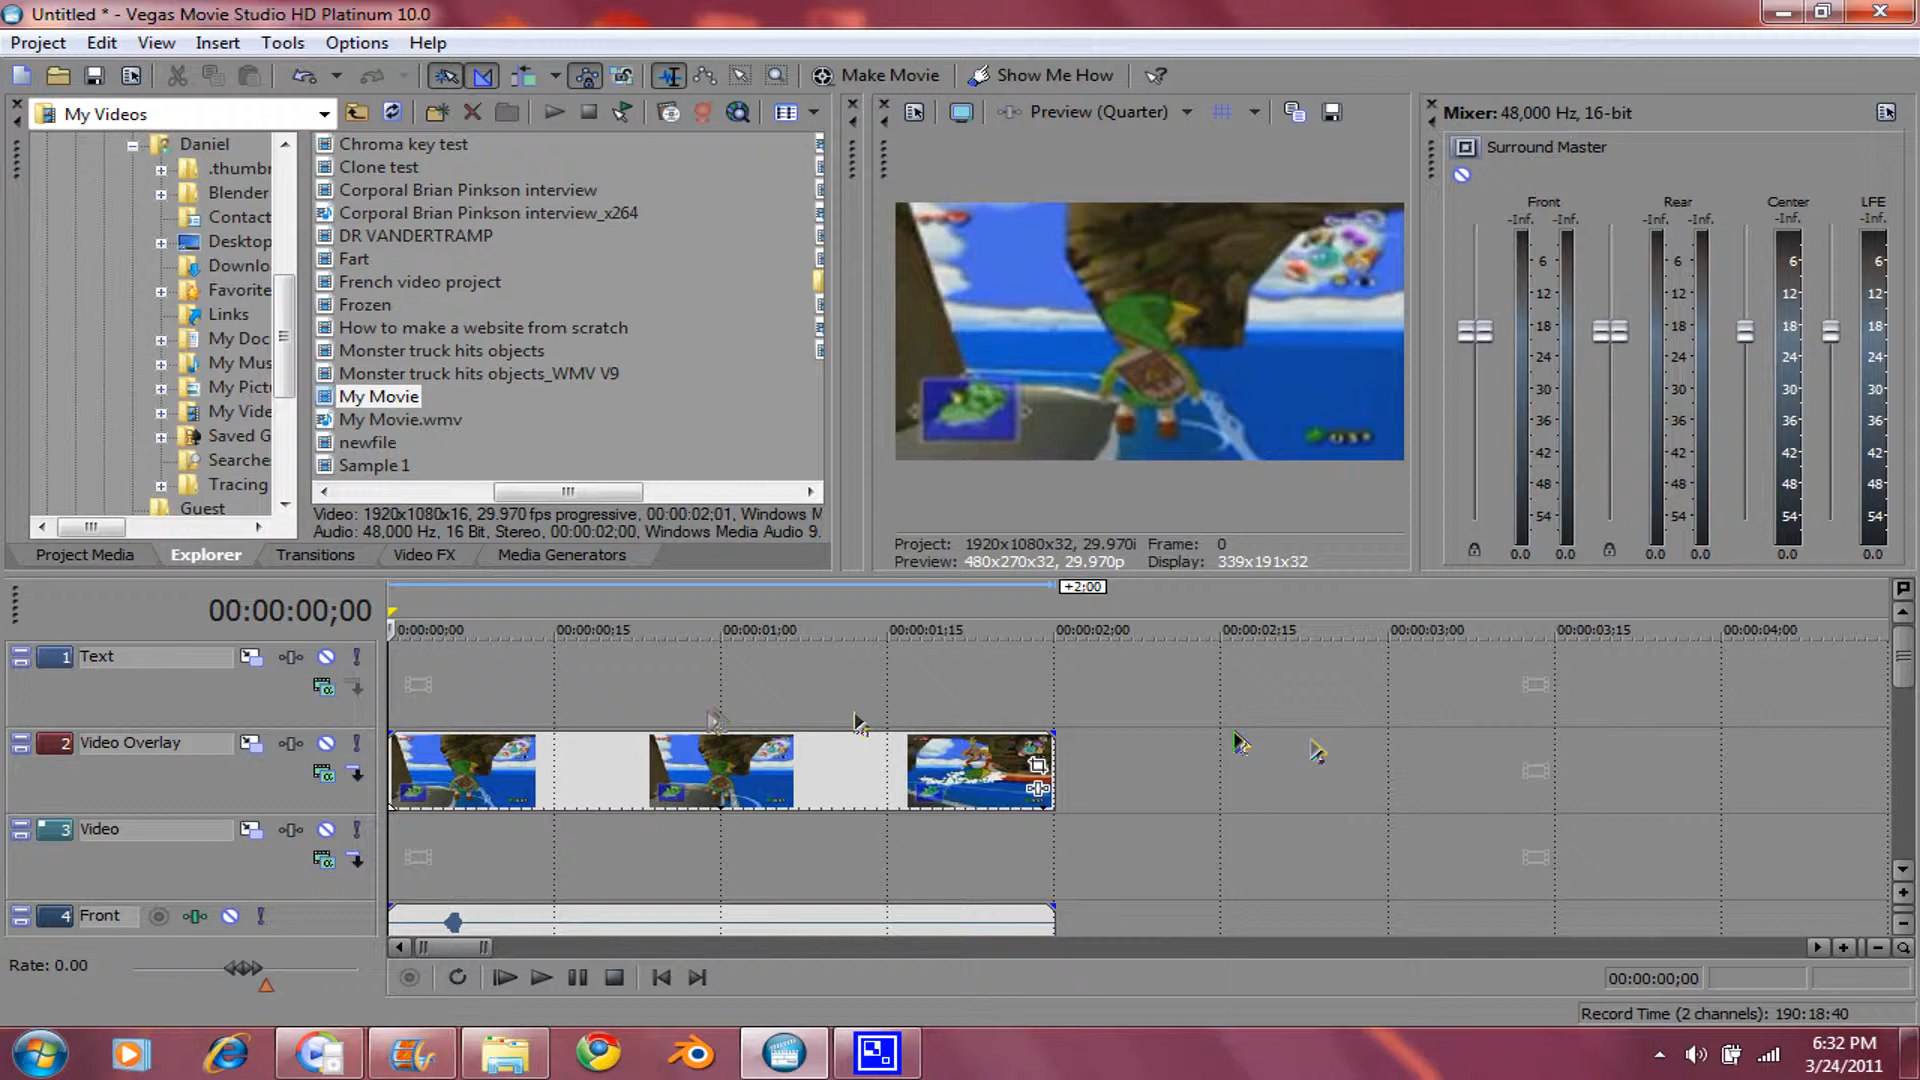 Untitled * - Vegas Movie Studio HD Platinum 10.0
Project Edit View Insert Tools Options Help
Make Movie Show Me How
My Videos
Daniel
.thumbr
Blender
Contact
Desktop
Downlo
Favorite
Links
My Doc
My Mus
My Pict
My Vide
Saved G
Searche
Tracing
Guest
Chroma key test
Clone test
Corporal Brian Pinkson interview
Corporal Brian Pinkson interview_x264
DR VANDERTRAMP
Fart
French video project
Frozen
How to make a website from scratch
Monster truck hits objects
Monster truck hits objects_WMV V9
My Movie
My Movie.wmv
newfile
Sample1
Video: 1920x1080x16, 29.970 fps progressive, 00:00:02;01, Windows M
Audio: 48,000 Hz, 16 Bit, Stereo, 00:00:02;00, Windows Media Audio 9.
Project Media Explorer Transitions Video FX Media Generators
Preview (Quarter)
Project: 1920x1080x32, 29.970i Frame: 0
Preview: 480x270x32, 29.970p Display: 339x191x32
Mixer: 48,000 Hz, 16-bit
Surround Master
Front Rear Center LFE
-Inf. -Inf. -Inf. -Inf. -Inf. -Inf.
6 6 6 6
12 12 12 12
18 18 18 18
24 24 24 24
30 30 30 30
36 36 36 36
42 42 42 42
48 48 48 48
54 54 54 54
0.0 0.0 0.0 0.0 0.0 0.0
+2:00
00:00:00;00
0:00:00;00 00:00:00;15 00:00:01;00 00:00:01;15 00:00:02;00 00:00:02;15 00:00:03;00 00:00:03;15 00:00:04;00
1 Text
2 Video Overlay
3 Video
4 Front
Rate: 0.00
00:00:00;00
Record Time (2 channels): 190:18:40
6:32 PM
3/24/2011